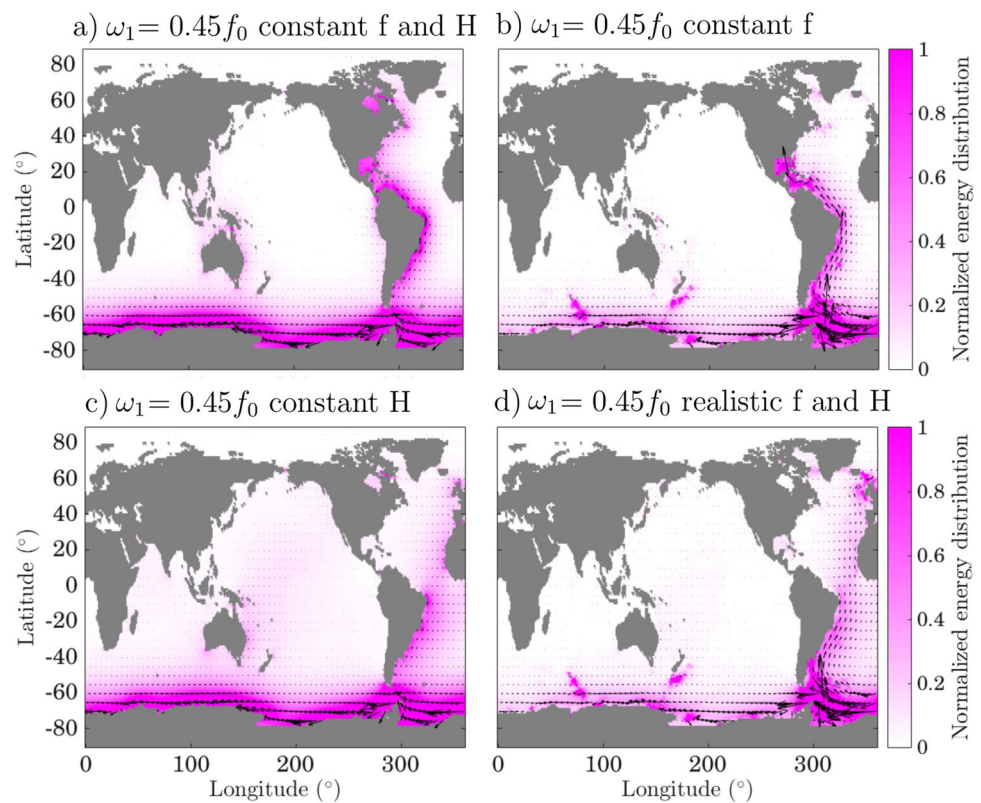 a) ω₁= 0.45f₀ constant f and H
b) ω₁= 0.45f₀ constant f
80
60
40
20
0
-20
-40
-60
-80
Latitude (°)
1
0.8
0.6
0.4
0.2
0
Normalized energy distribution
c) ω₁= 0.45f₀ constant H
d) ω₁= 0.45f₀ realistic f and H
80
60
40
20
0
-20
-40
-60
-80
Latitude (°)
0 100 200 300
Longitude (°)
0 100 200 300
Longitude (°)
1
0.8
0.6
0.4
0.2
0
Normalized energy distribution